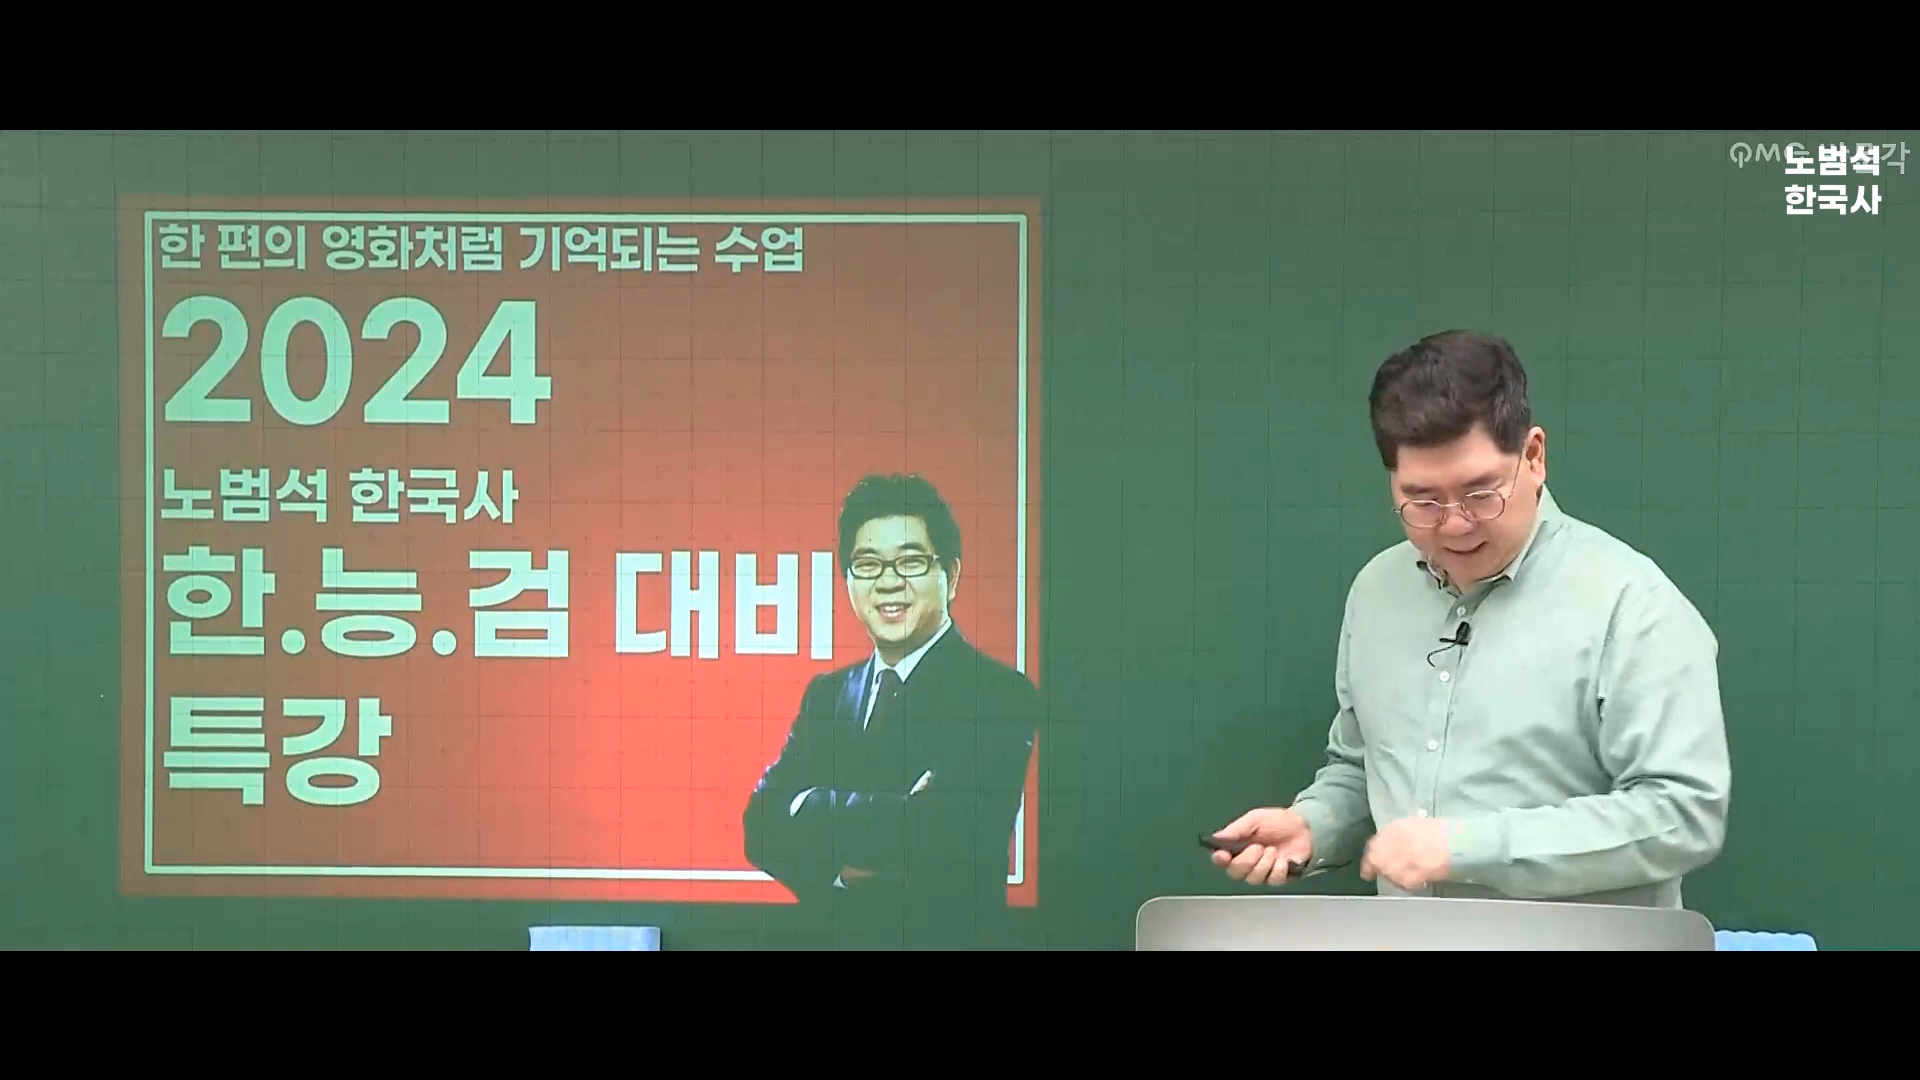 한 편의 영화처럼 기억되는 수업
2024
노범석 한국사
한.능.검 대비
특강
노범석
한국사